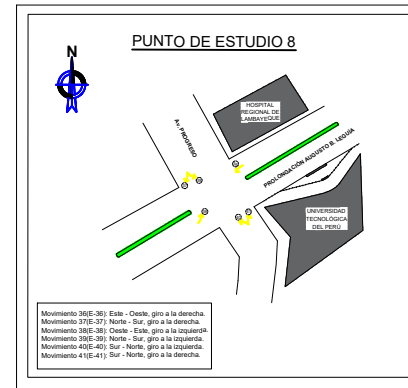 PUNTO DE ESTUDIO 8
N
HOSPITAL
REGIONAL DE
LAMBAYEQUE
Av. PROGRESO
PROLONGACIÓN AUGUSTO B. LEGUÍA
UNIVERSIDAD
TECNOLÓGICA
DEL PERÚ
Movimiento 36(E-36): Este - Oeste, giro a la derecha.
Movimiento 37(E-37): Norte - Sur, giro a la derecha.
Movimiento 38(E-38): Oeste - Este, giro a la izquierda.
Movimiento 39(E-39): Norte - Sur, giro a la izquierda.
Movimiento 40(E-40): Sur - Norte, giro a la izquierda.
Movimiento 41(E-41): Sur - Norte, giro a la derecha.